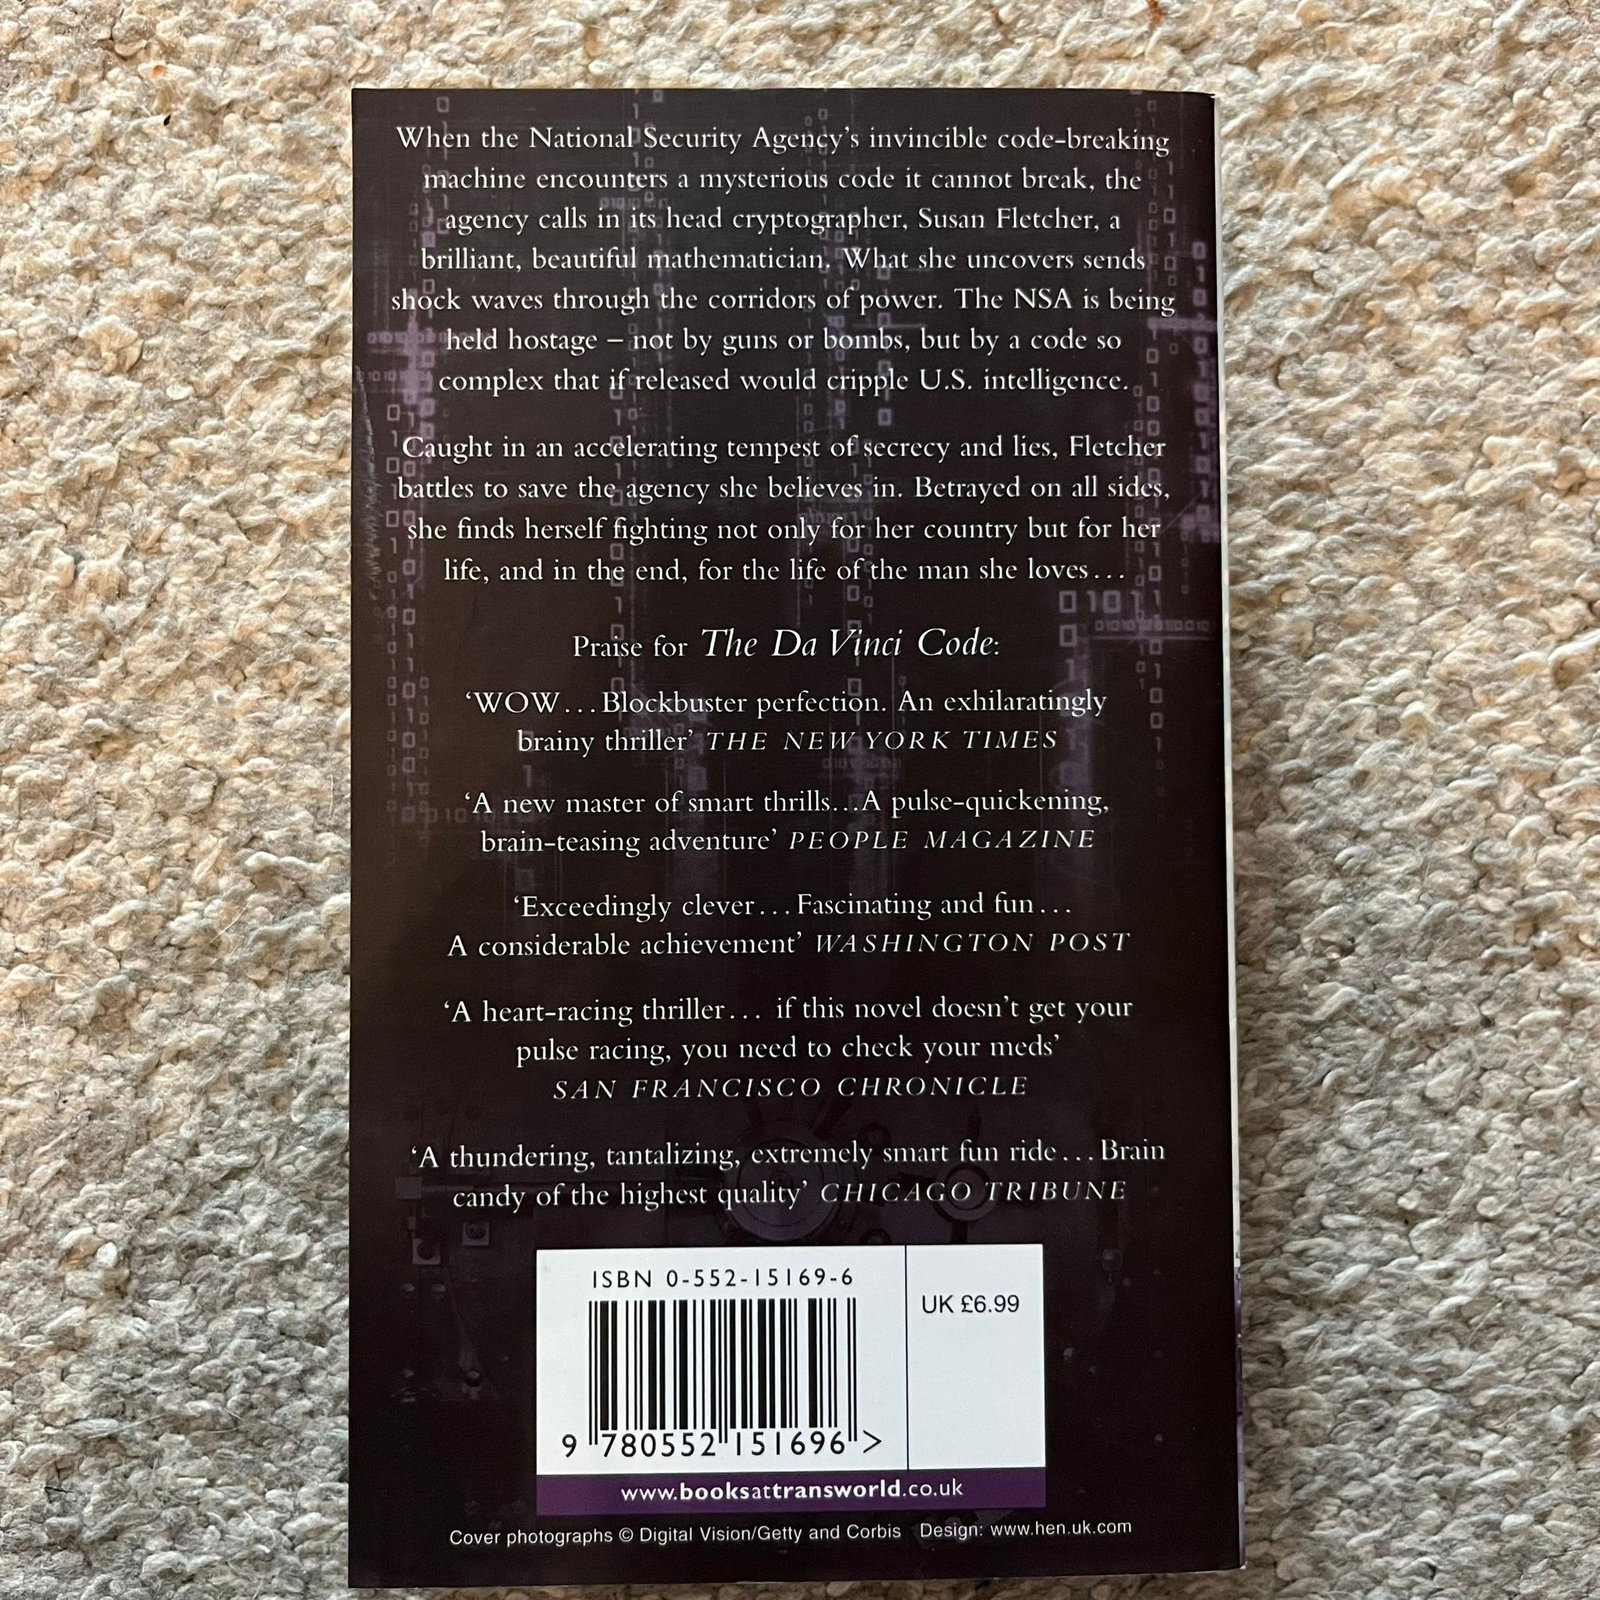 When the National Security Agency's invincible code-breaking
machine encounters a mysterious code it cannot break, the
agency calls in its head cryptographer, Susan Fletcher, a
brilliant, beautiful mathematician. What she uncovers sends
shock waves through the corridors of power. The NSA is being
held hostage – not by guns or bombs, but by a code so
complex that if released would cripple U.S. intelligence.
Caught in an accelerating tempest of secrecy and lies, Fletcher
battles to save the agency she believes in. Betrayed on all sides,
she finds herself fighting not only for her country but for her
life, and in the end, for the life of the man she loves...
Praise for The Da Vinci Code:
'WOW...Blockbuster perfection. An exhilaratingly
brainy thriller' THE NEW YORK TIMES
'A new master of smart thrills...A pulse-quickening,
brain-teasing adventure' PEOPLE MAGAZINE
'Exceedingly clever...Fascinating and fun...
A considerable achievement' WASHINGTON POST
'A heart-racing thriller... if this novel doesn't get your
pulse racing, you need to check your meds'
SAN FRANCISCO CHRONICLE
'A thundering, tantalizing, extremely smart fun ride...Brain
candy of the highest quality' CHICAGO TRIBUNE
ISBN 0-552-15169-6
UK £6.99
9 780552 151696 >
www.booksattransworld.co.uk
Cover photographs © Digital Vision/Getty and Corbis Design: www.hen.uk.com